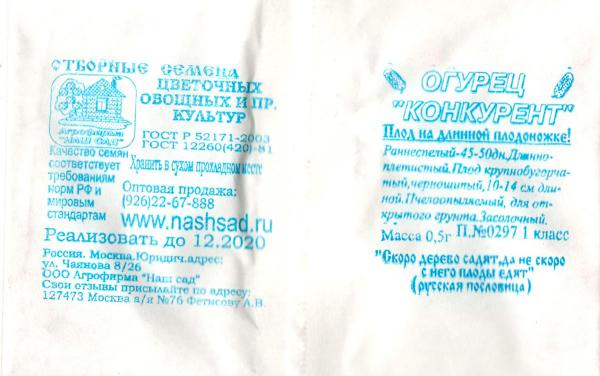 ОТБОРНЫЕ СЕМЕНА
ЦВЕТОЧНЫХ
ОВОЩНЫХ И ПР.
КУЛЬТУР
Агрофирма
"НАШ САД"
ГОСТ Р 52171-2003
ГОСТ 12260(420)-81
Качество семян
соответствует
требованиям
норм РФ и
мировым
стандартам
Хранить в сухом прохладном месте
Оптовая продажа:
(926)22-67-888
www.nashsad.ru
Реализовать до 12.2020
Россия. Москва.Юридич.адрес:
ул. Чаянова 8/26
ООО Агрофирма "Наш сад"
Свои отзывы присылайте по адресу:
127473 Москва а/я №76 Фетисову А.В.
ОГУРЕЦ
"КОНКУРЕНТ"
Плод на длинной плодоножке!
Раннеспелый-45-50дн.Длинно-
плетистый.Плод крупнобугорча-
тый,черношипый,10-14 см дли-
ной.Пчелоопыляемый, для от-
крытого грунта.Засолочный.
Масса 0,5г П.№0297 1 класс
"Скоро дерево садят,да не скоро
с него плоды едят"
(русская пословица)